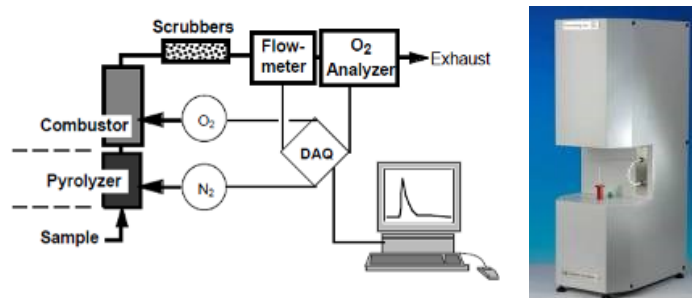 Scrubbers
Flow-
meter
O₂
Analyzer
Exhaust
Combustor
O₂
DAQ
Pyrolyzer
N₂
Sample